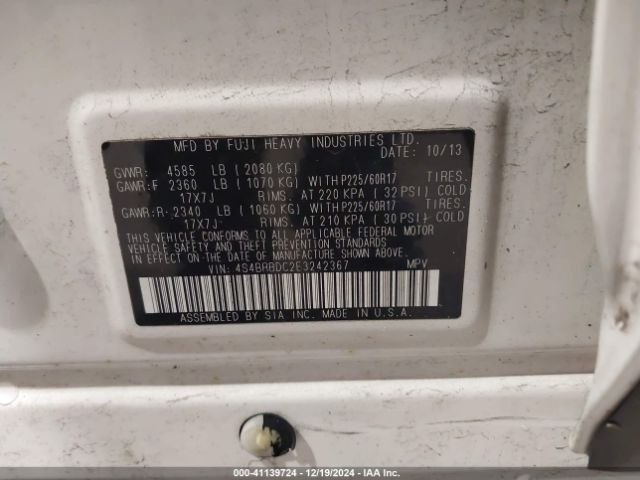 MFD BY FUJI HEAVY INDUSTRIES LTD.
DATE: 10/13
GVWR: 4585 LB (2080 KG)
GAWR:F 2360 LB (1070 KG) WITH P225/60R17 TIRES.
17X7J RIMS. AT 220 KPA (32 PSI) COLD
GAWR:R 2340 LB (1060 KG) WITH P225/60R17 TIRES.
17X7J RIMS. AT 210 KPA (30 PSI) COLD
THIS VEHICLE CONFORMS TO ALL APPLICABLE FEDERAL MOTOR
VEHICLE SAFETY AND THEFT PREVENTION STANDARDS
IN EFFECT ON THE DATE OF MANUFACTURE SHOWN ABOVE.
VIN: 4S4BRBDC2E3242367 MPV
ASSEMBLED BY SIA INC. MADE IN U.S.A.
000-41139724 - 12/19/2024 - IAA Inc.